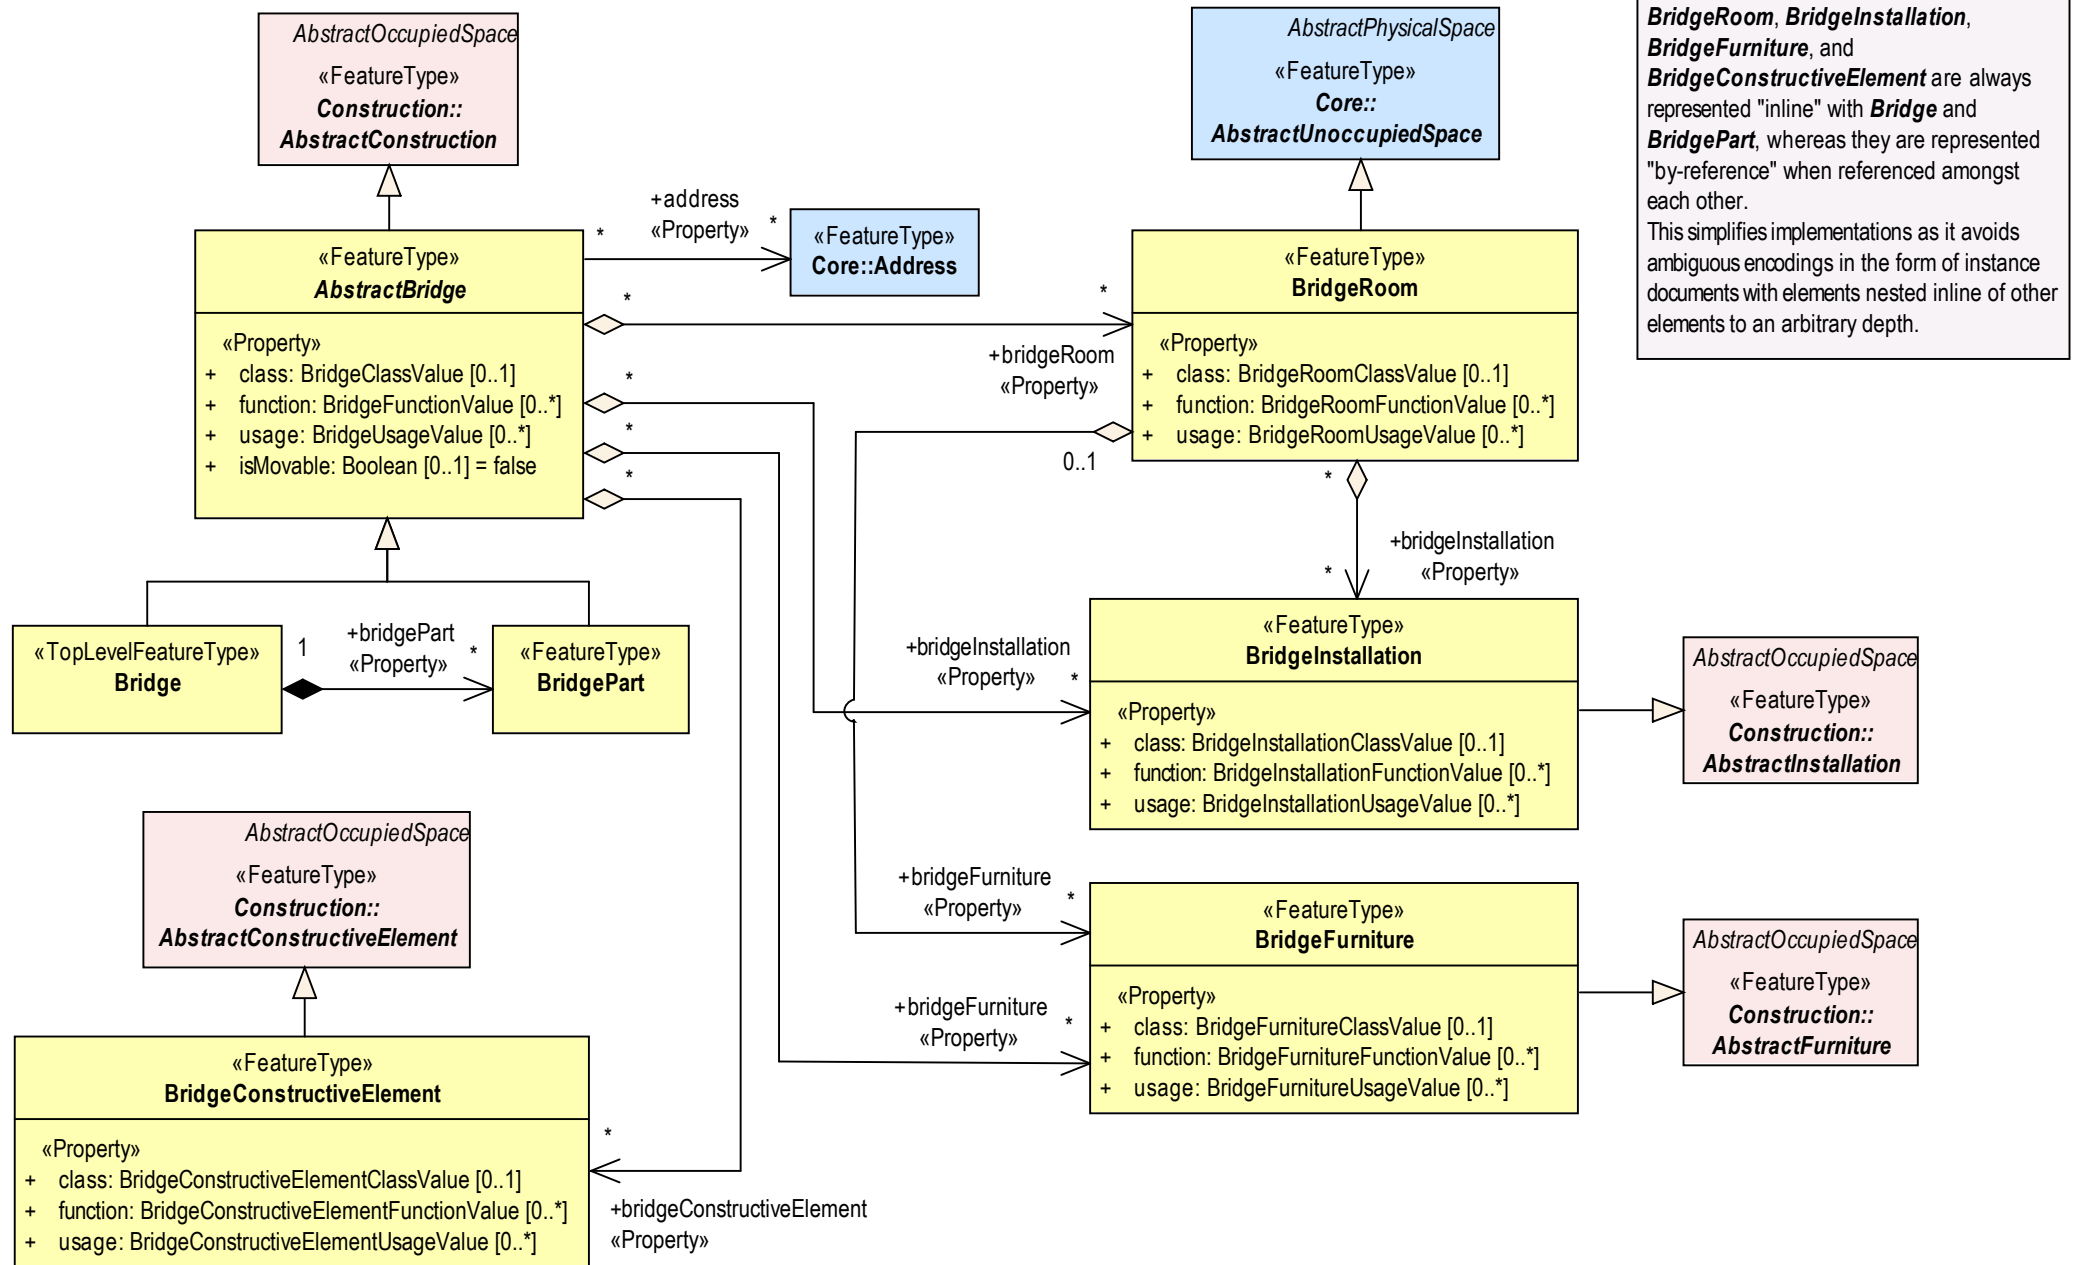 AbstractOccupiedSpace
«FeatureType»
Construction::
AbstractConstruction
AbstractPhysicalSpace
«FeatureType»
Core::
AbstractUnoccupiedSpace
BridgeRoom, BridgeInstallation,
BridgeFurniture, and
BridgeConstructiveElement are always
represented "inline" with Bridge and
BridgePart, whereas they are represented
"by-reference" when referenced amongst
each other.
This simplifies implementations as it avoids
ambiguous encodings in the form of instance
documents with elements nested inline of other
elements to an arbitrary depth.
+address
«Property»
*
*
«FeatureType»
Core::Address
«FeatureType»
AbstractBridge
«Property»
+ class: BridgeClassValue [0..1]
+ function: BridgeFunctionValue [0..*]
+ usage: BridgeUsageValue [0..*]
+ isMovable: Boolean [0..1] = false
*
*
*
*
*
+bridgeRoom
«Property»
«FeatureType»
BridgeRoom
«Property»
+ class: BridgeRoomClassValue [0..1]
+ function: BridgeRoomFunctionValue [0..*]
+ usage: BridgeRoomUsageValue [0..*]
0..1
*
+bridgeInstallation
«Property»
*
«TopLevelFeatureType»
Bridge
1
+bridgePart
«Property»
*
«FeatureType»
BridgePart
+bridgeInstallation
«Property»
*
«FeatureType»
BridgeInstallation
«Property»
+ class: BridgeInstallationClassValue [0..1]
+ function: BridgeInstallationFunctionValue [0..*]
+ usage: BridgeInstallationUsageValue [0..*]
AbstractOccupiedSpace
«FeatureType»
Construction::
AbstractInstallation
AbstractOccupiedSpace
«FeatureType»
Construction::
AbstractConstructiveElement
+bridgeFurniture
«Property»
*
+bridgeFurniture
«Property»
*
«FeatureType»
BridgeFurniture
«Property»
+ class: BridgeFurnitureClassValue [0..1]
+ function: BridgeFurnitureFunctionValue [0..*]
+ usage: BridgeFurnitureUsageValue [0..*]
AbstractOccupiedSpace
«FeatureType»
Construction::
AbstractFurniture
«FeatureType»
BridgeConstructiveElement
«Property»
+ class: BridgeConstructiveElementClassValue [0..1]
+ function: BridgeConstructiveElementFunctionValue [0..*]
+ usage: BridgeConstructiveElementUsageValue [0..*]
*
+bridgeConstructiveElement
«Property»